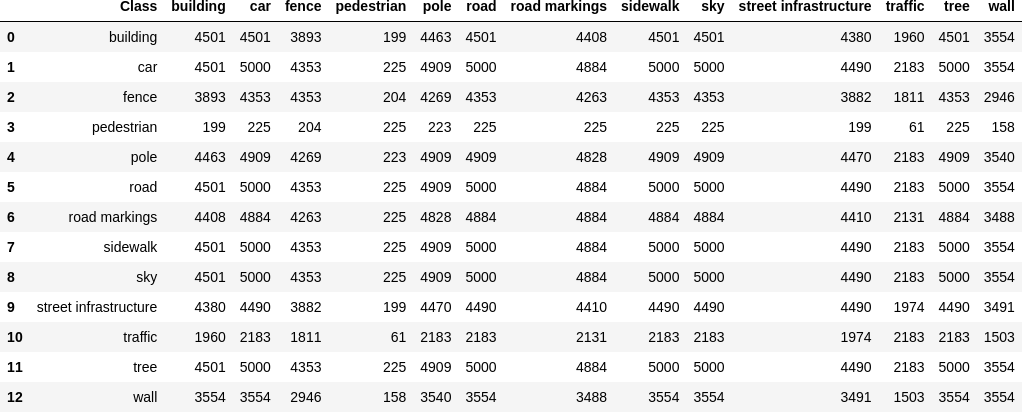 Class building car fence pedestrian pole road road markings sidewalk sky street infrastructure traffic tree wall
0 building 4501 4501 3893 199 4463 4501 4408 4501 4501 4380 1960 4501 3554
1 car 4501 5000 4353 225 4909 5000 4884 5000 5000 4490 2183 5000 3554
2 fence 3893 4353 4353 204 4269 4353 4263 4353 4353 3882 1811 4353 2946
3 pedestrian 199 225 204 225 223 225 225 225 225 199 61 225 158
4 pole 4463 4909 4269 223 4909 4909 4828 4909 4909 4470 2183 4909 3540
5 road 4501 5000 4353 225 4909 5000 4884 5000 5000 4490 2183 5000 3554
6 road markings 4408 4884 4263 225 4828 4884 4884 4884 4884 4410 2131 4884 3488
7 sidewalk 4501 5000 4353 225 4909 5000 4884 5000 5000 4490 2183 5000 3554
8 sky 4501 5000 4353 225 4909 5000 4884 5000 5000 4490 2183 5000 3554
9 street infrastructure 4380 4490 3882 199 4470 4490 4410 4490 4490 4490 1974 4490 3491
10 traffic 1960 2183 1811 61 2183 2183 2131 2183 2183 1974 2183 2183 1503
11 tree 4501 5000 4353 225 4909 5000 4884 5000 5000 4490 2183 5000 3554
12 wall 3554 3554 2946 158 3540 3554 3488 3554 3554 3491 1503 3554 3554